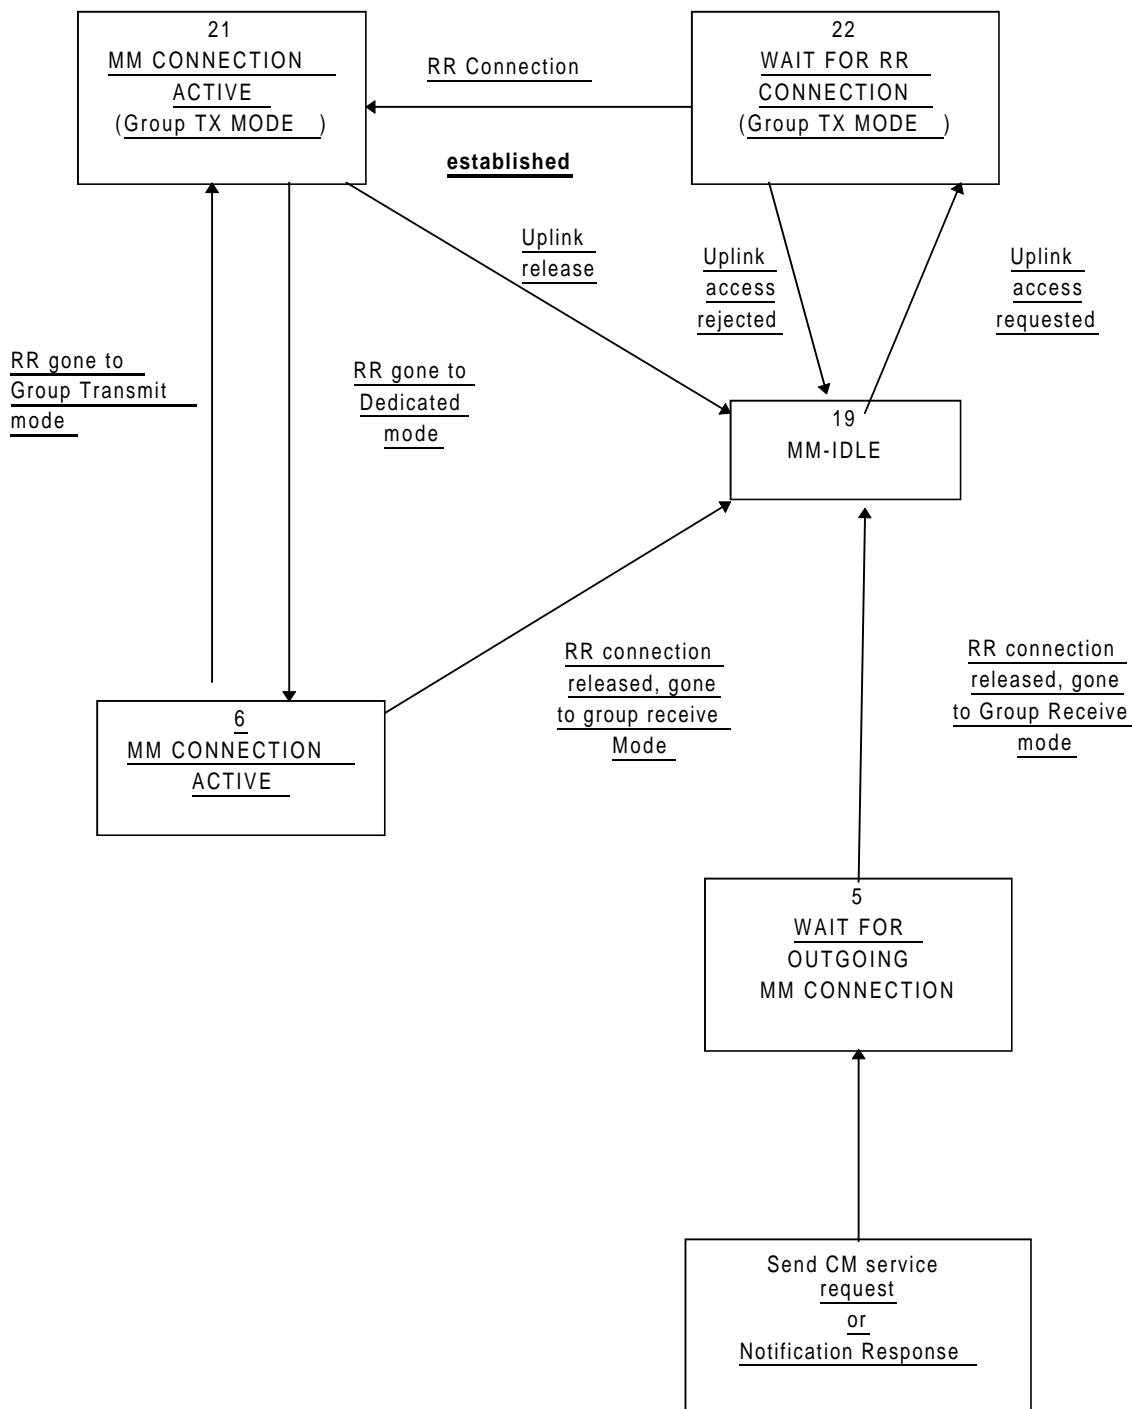 21
MM CONNECTION
ACTIVE
(Group TX MODE )
RR Connection
established
22
WAIT FOR RR
CONNECTION
(Group TX MODE )
Uplink
release
Uplink
access
rejected
Uplink
access
requested
RR gone to
Group Transmit
mode
RR gone to
Dedicated
mode
19
MM-IDLE
RR connection
released, gone
to group receive
Mode
RR connection
released, gone
to Group Receive
mode
6
MM CONNECTION
ACTIVE
5
WAIT FOR
OUTGOING
MM CONNECTION
Send CM service
request
or
Notification Response